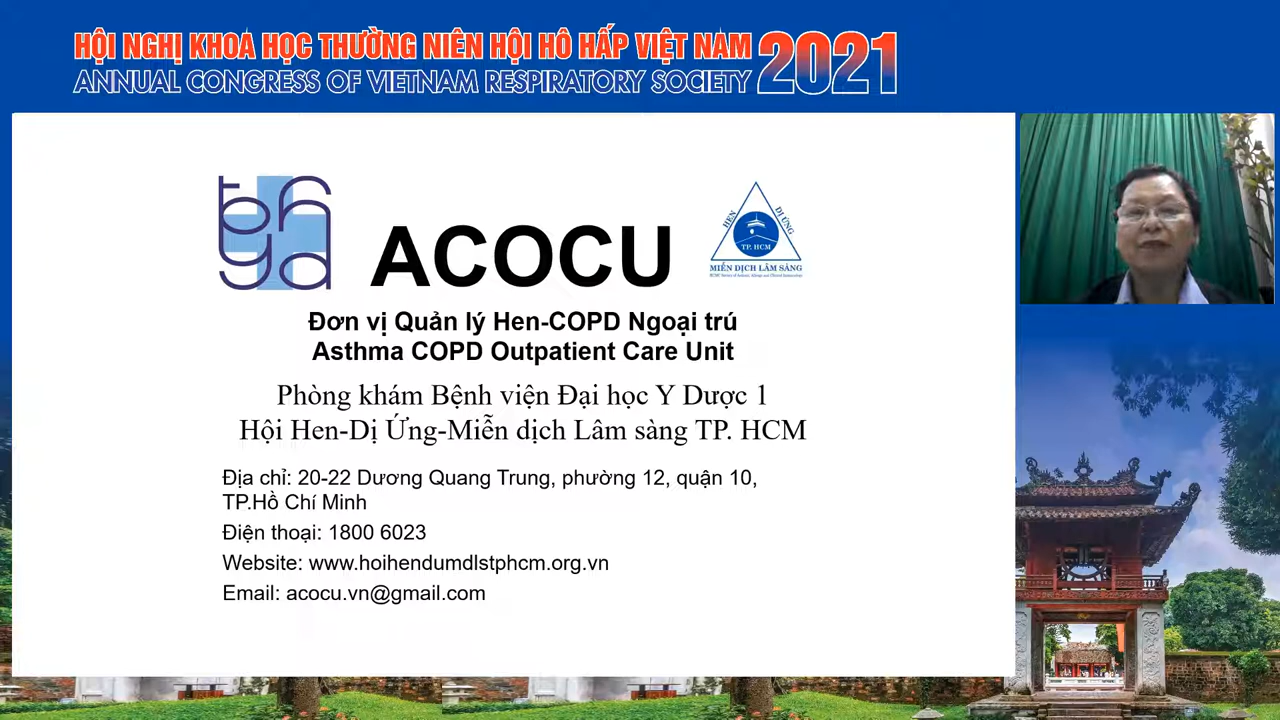 HỘI NGHỊ KHOA HỌC THƯỜNG NIÊN HỘI HÔ HẤP VIỆT NAM 2021
ANNUAL CONGRESS OF VIETNAM RESPIRATORY SOCIETY
ACOCU
HEN DỊ ỨNG
TP. HCM
MIỄN DỊCH LÂM SÀNG
Đơn vị Quản lý Hen-COPD Ngoại trú
Asthma COPD Outpatient Care Unit
Phòng khám Bệnh viện Đại học Y Dược 1
Hội Hen-Dị Ứng-Miễn dịch Lâm sàng TP. HCM
Địa chỉ: 20-22 Dương Quang Trung, phường 12, quận 10,
TP.Hồ Chí Minh
Điện thoại: 1800 6023
Website: www.hoihendumdlstphcm.org.vn
Email: acocu.vn@gmail.com